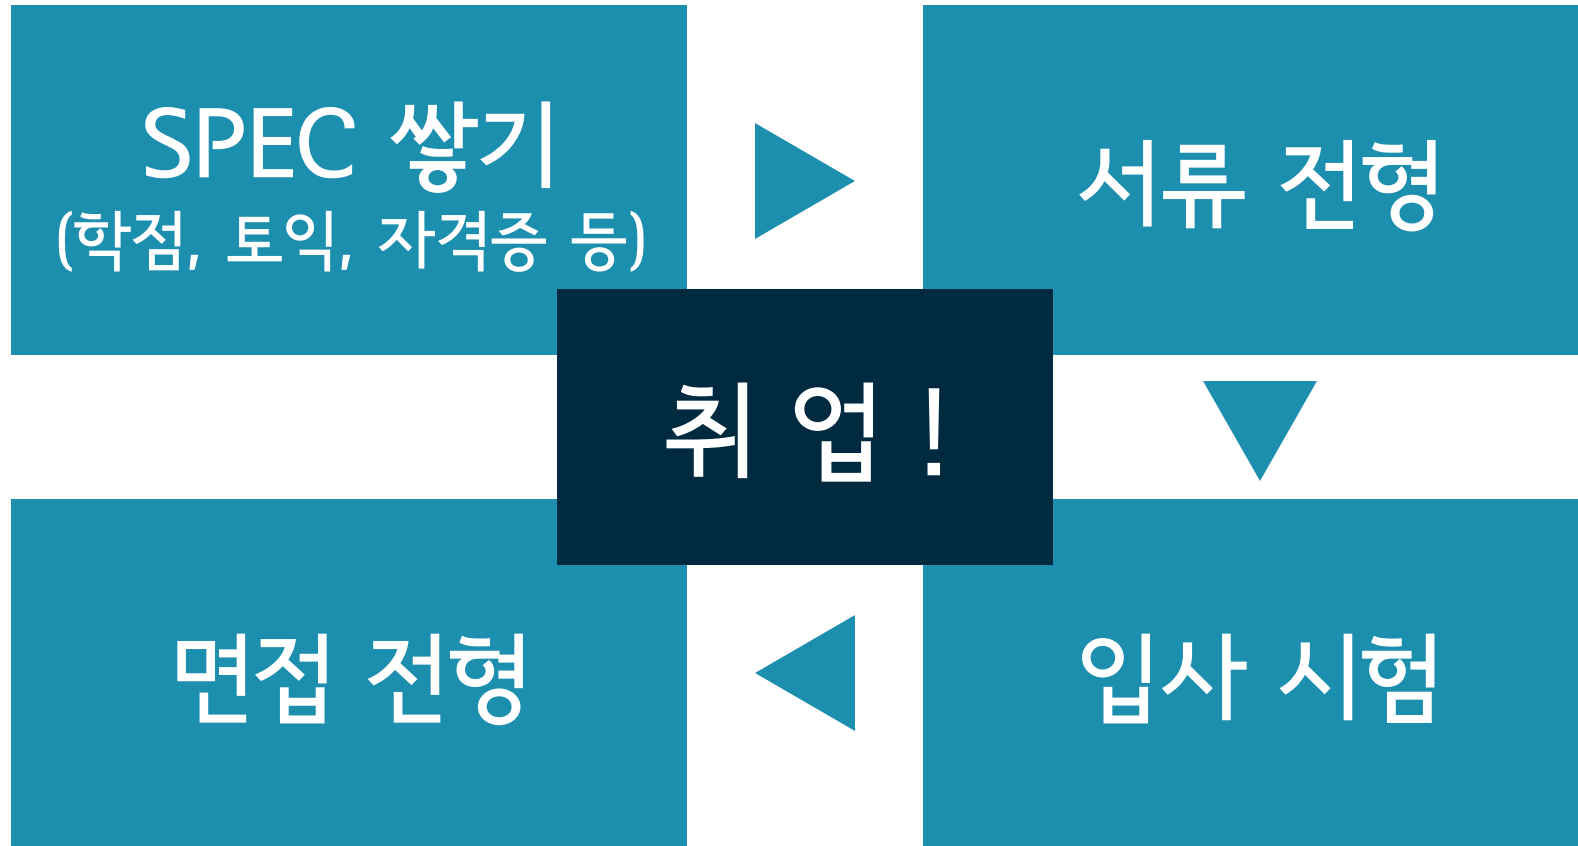 SPEC 쌓기
(학점, 토익, 자격증 등)
서류 전형
취 업 !
면접 전형
입사 시험